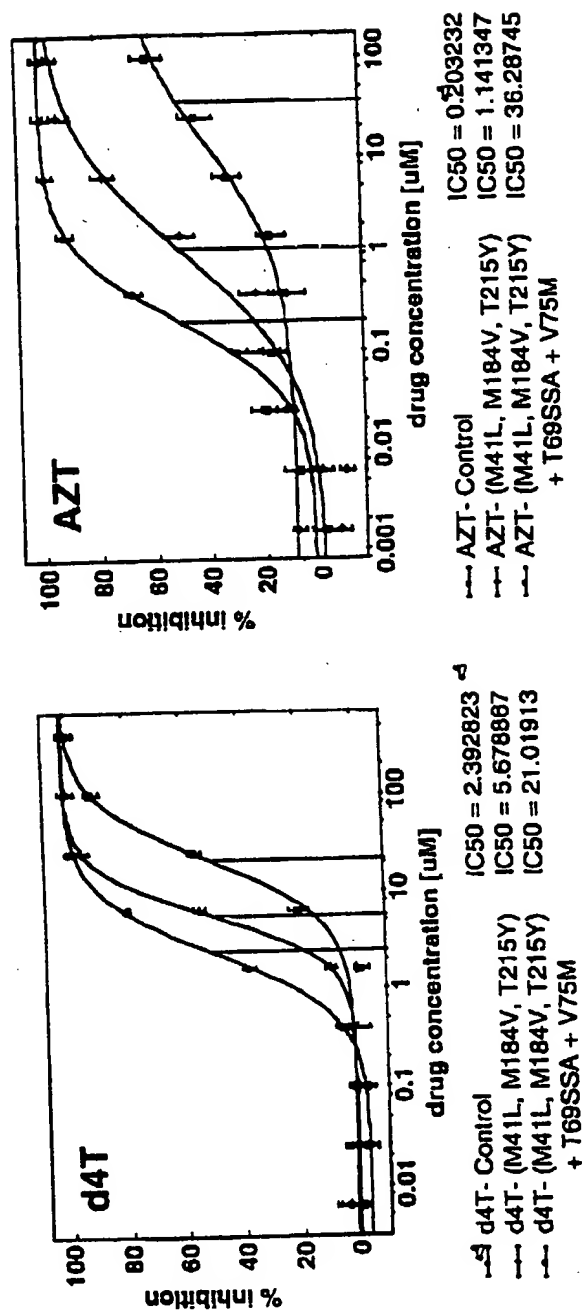 d4T
% inhibition
100
80
60
40
20
0
0.01
0.1
1
10
100
drug concentration [uM]
d4T- Control IC50 = 2.392823
d4T- (M41L, M184V, T215Y) IC50 = 5.678867
d4T- (M41L, M184V, T215Y) IC50 = 21.01913
+ T69SSA + V75M
AZT
% inhibition
100
80
60
40
20
0
0.001
0.01
0.1
1
10
100
drug concentration [uM]
AZT- Control IC50 = 0.203232
AZT- (M41L, M184V, T215Y) IC50 = 1.141347
AZT- (M41L, M184V, T215Y) IC50 = 36.28745
+ T69SSA + V75M